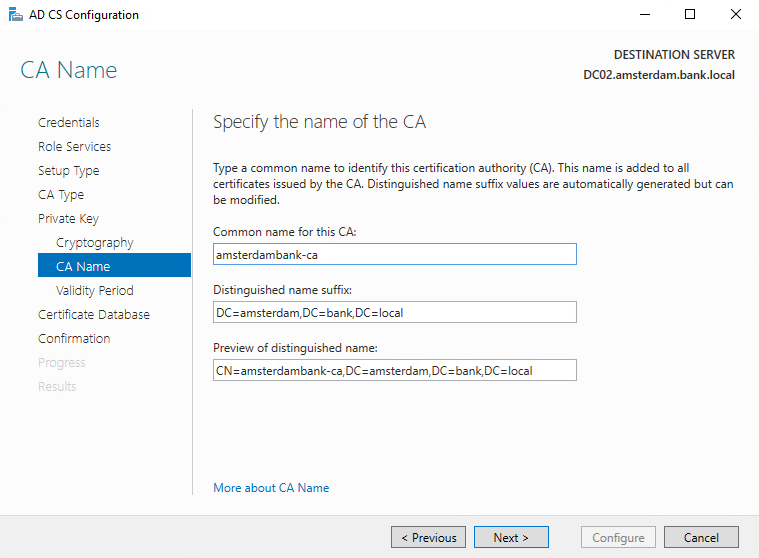 AD CS Configuration
CA Name
DESTINATION SERVER
DC02.amsterdam.bank.local
Credentials
Role Services
Setup Type
CA Type
Private Key
Cryptography
CA Name
Validity Period
Certificate Database
Confirmation
Progress
Results
Specify the name of the CA
Type a common name to identify this certification authority (CA). This name is added to all
certificates issued by the CA. Distinguished name suffix values are automatically generated but can
be modified.
Common name for this CA:
amsterdambank-ca
Distinguished name suffix:
DC=amsterdam,DC=bank,DC=local
Preview of distinguished name:
CN=amsterdambank-ca,DC=amsterdam,DC=bank,DC=local
More about CA Name
< Previous
Next >
Configure
Cancel